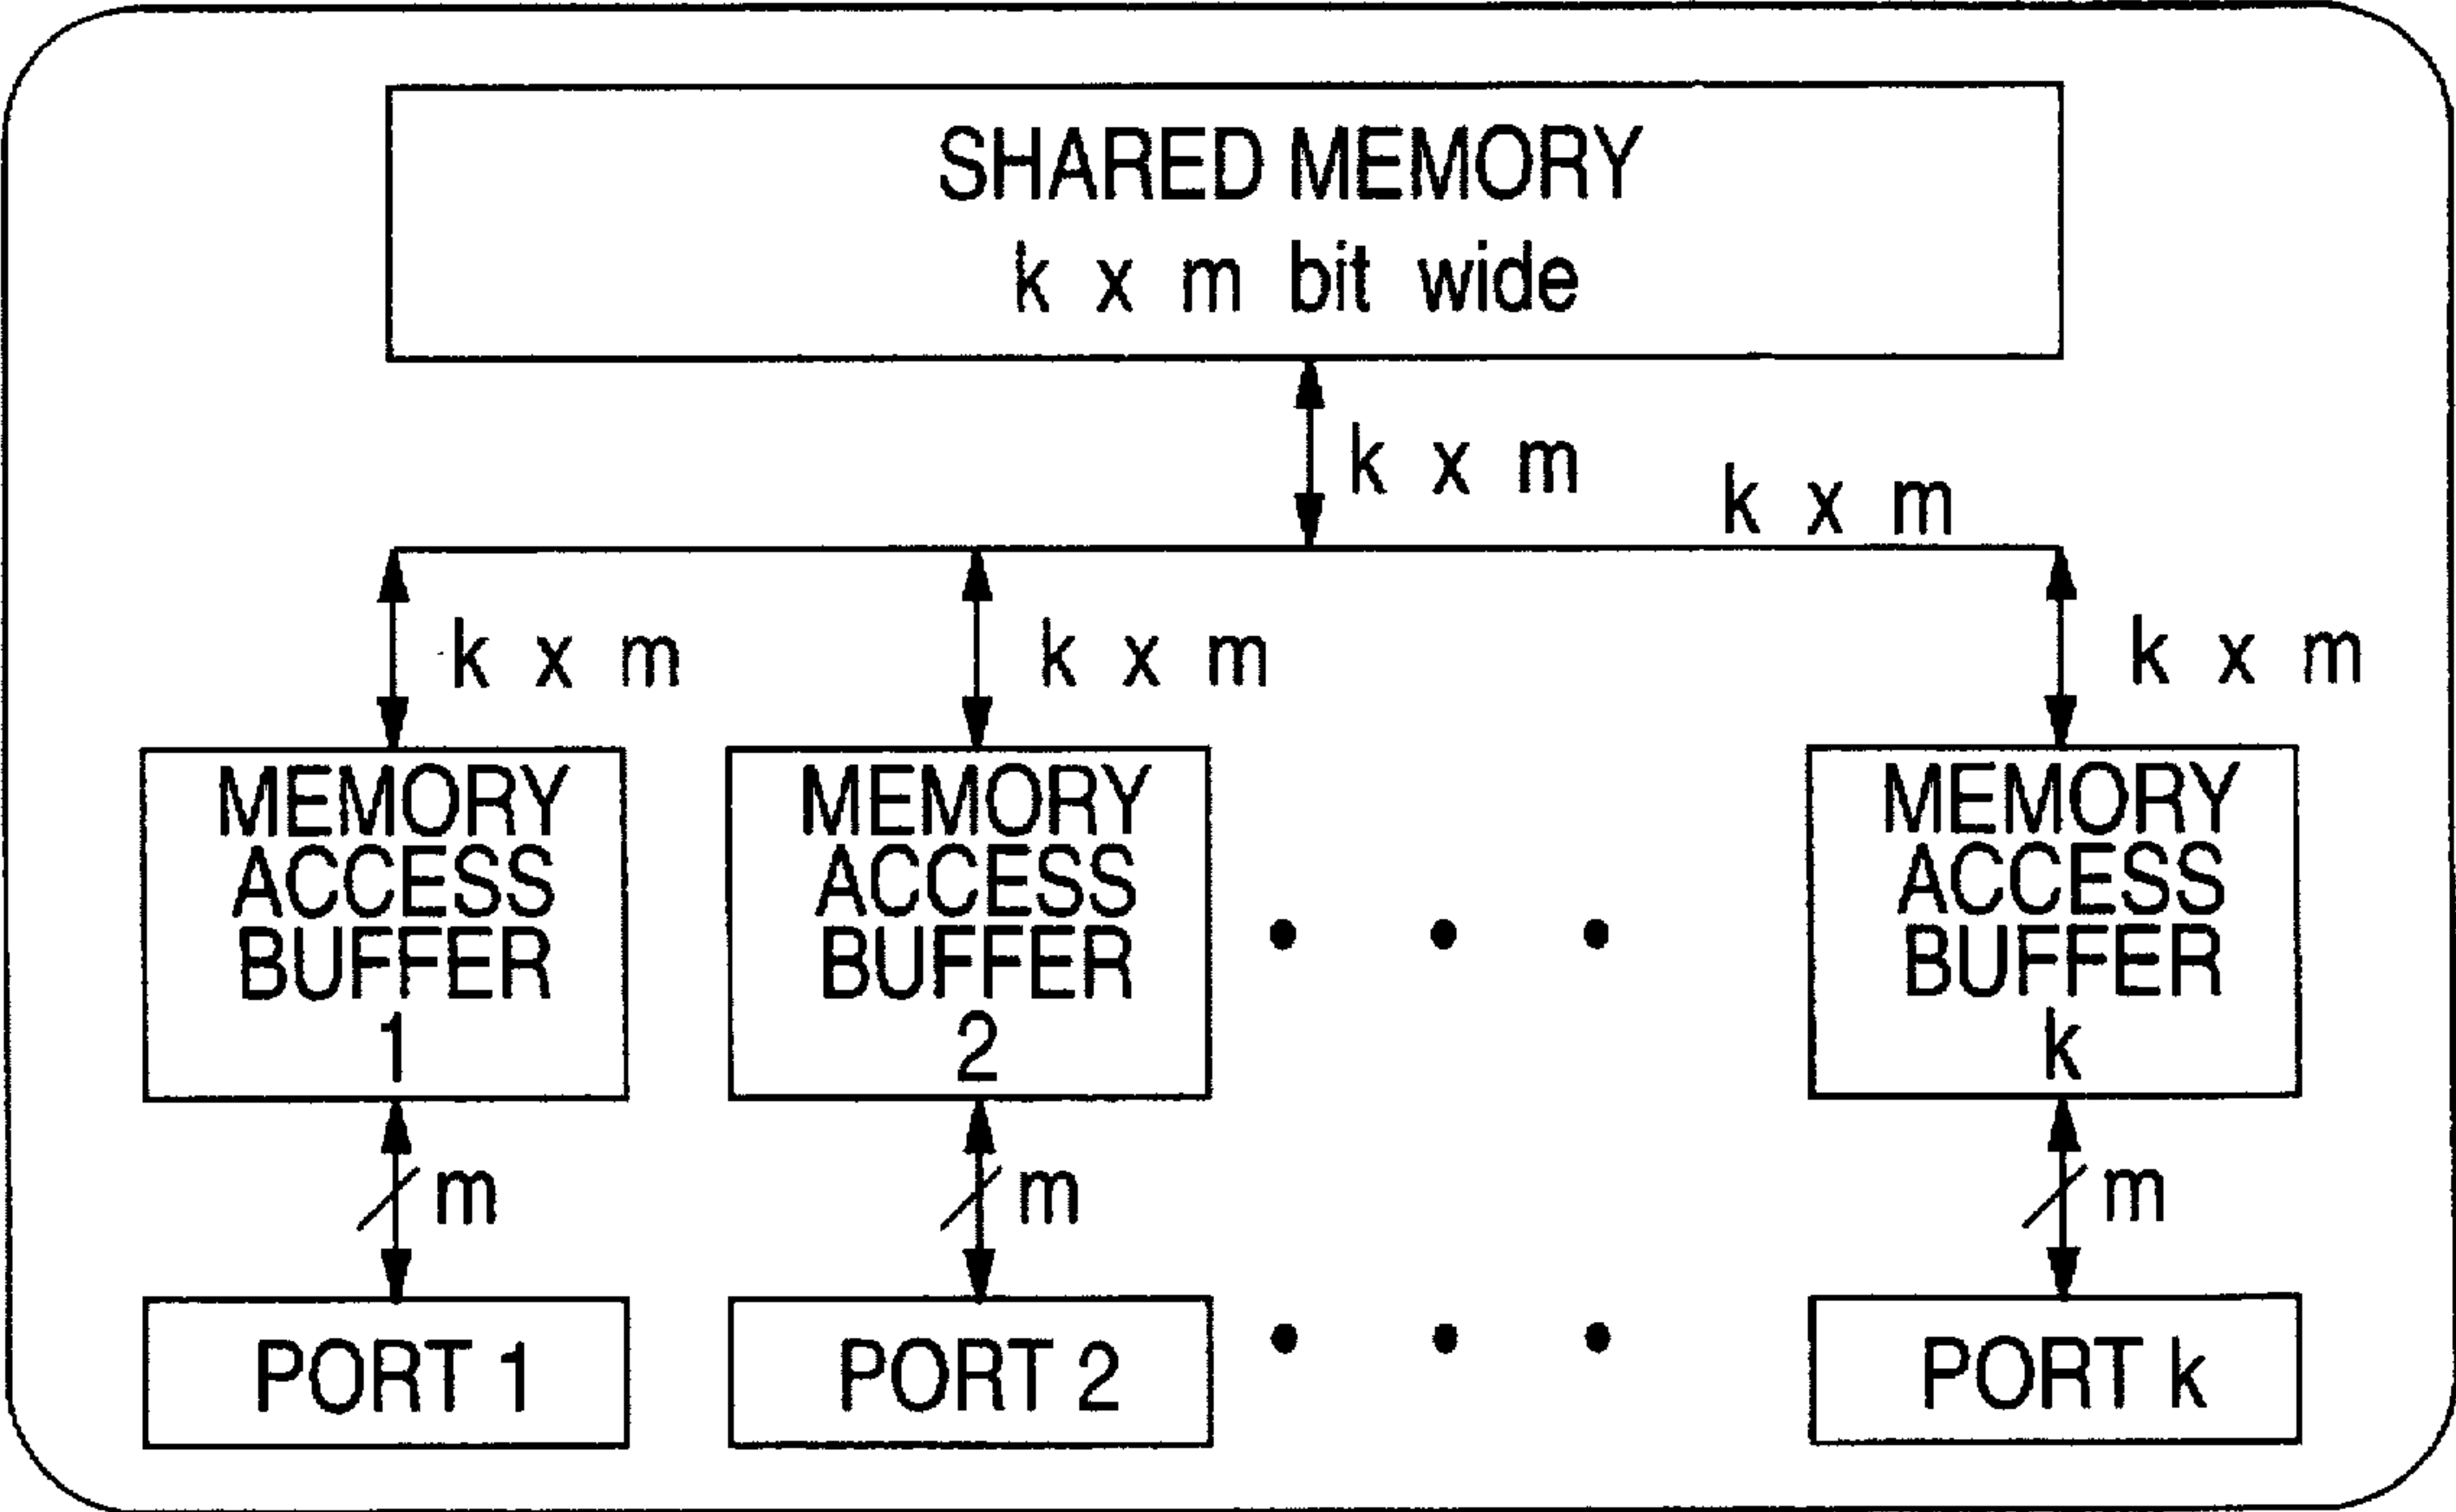 SHARED MEMORY
k x m bit wide
k x m
k x m
k x m
k x m
k x m
MEMORY
ACCESS
BUFFER
1
MEMORY
ACCESS
BUFFER
2
MEMORY
ACCESS
BUFFER
k
m
m
m
PORT 1
PORT 2
PORT k